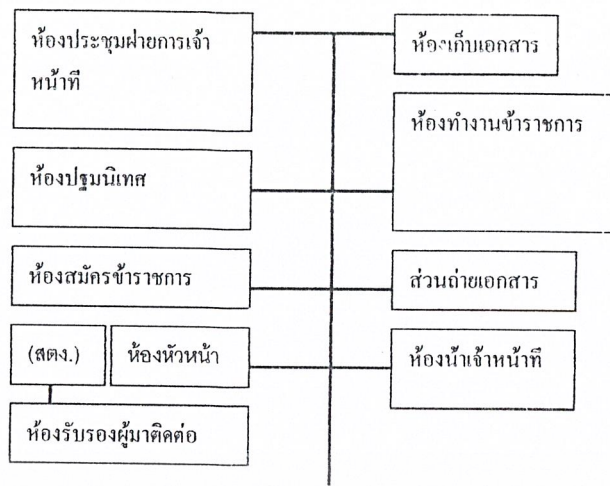 ห้องประชุมฝ่ายการเจ้า
หน้าที่
ห้องเก็บเอกสาร
ห้องทำงานข้าราชการ
ห้องปฐมนิเทศ
ห้องสมัครข้าราชการ
ส่วนถ่ายเอกสาร
(สตง.)
ห้องหัวหน้า
ห้องน้ำเจ้าหน้าที่
ห้องรับรองผู้มาติดต่อ